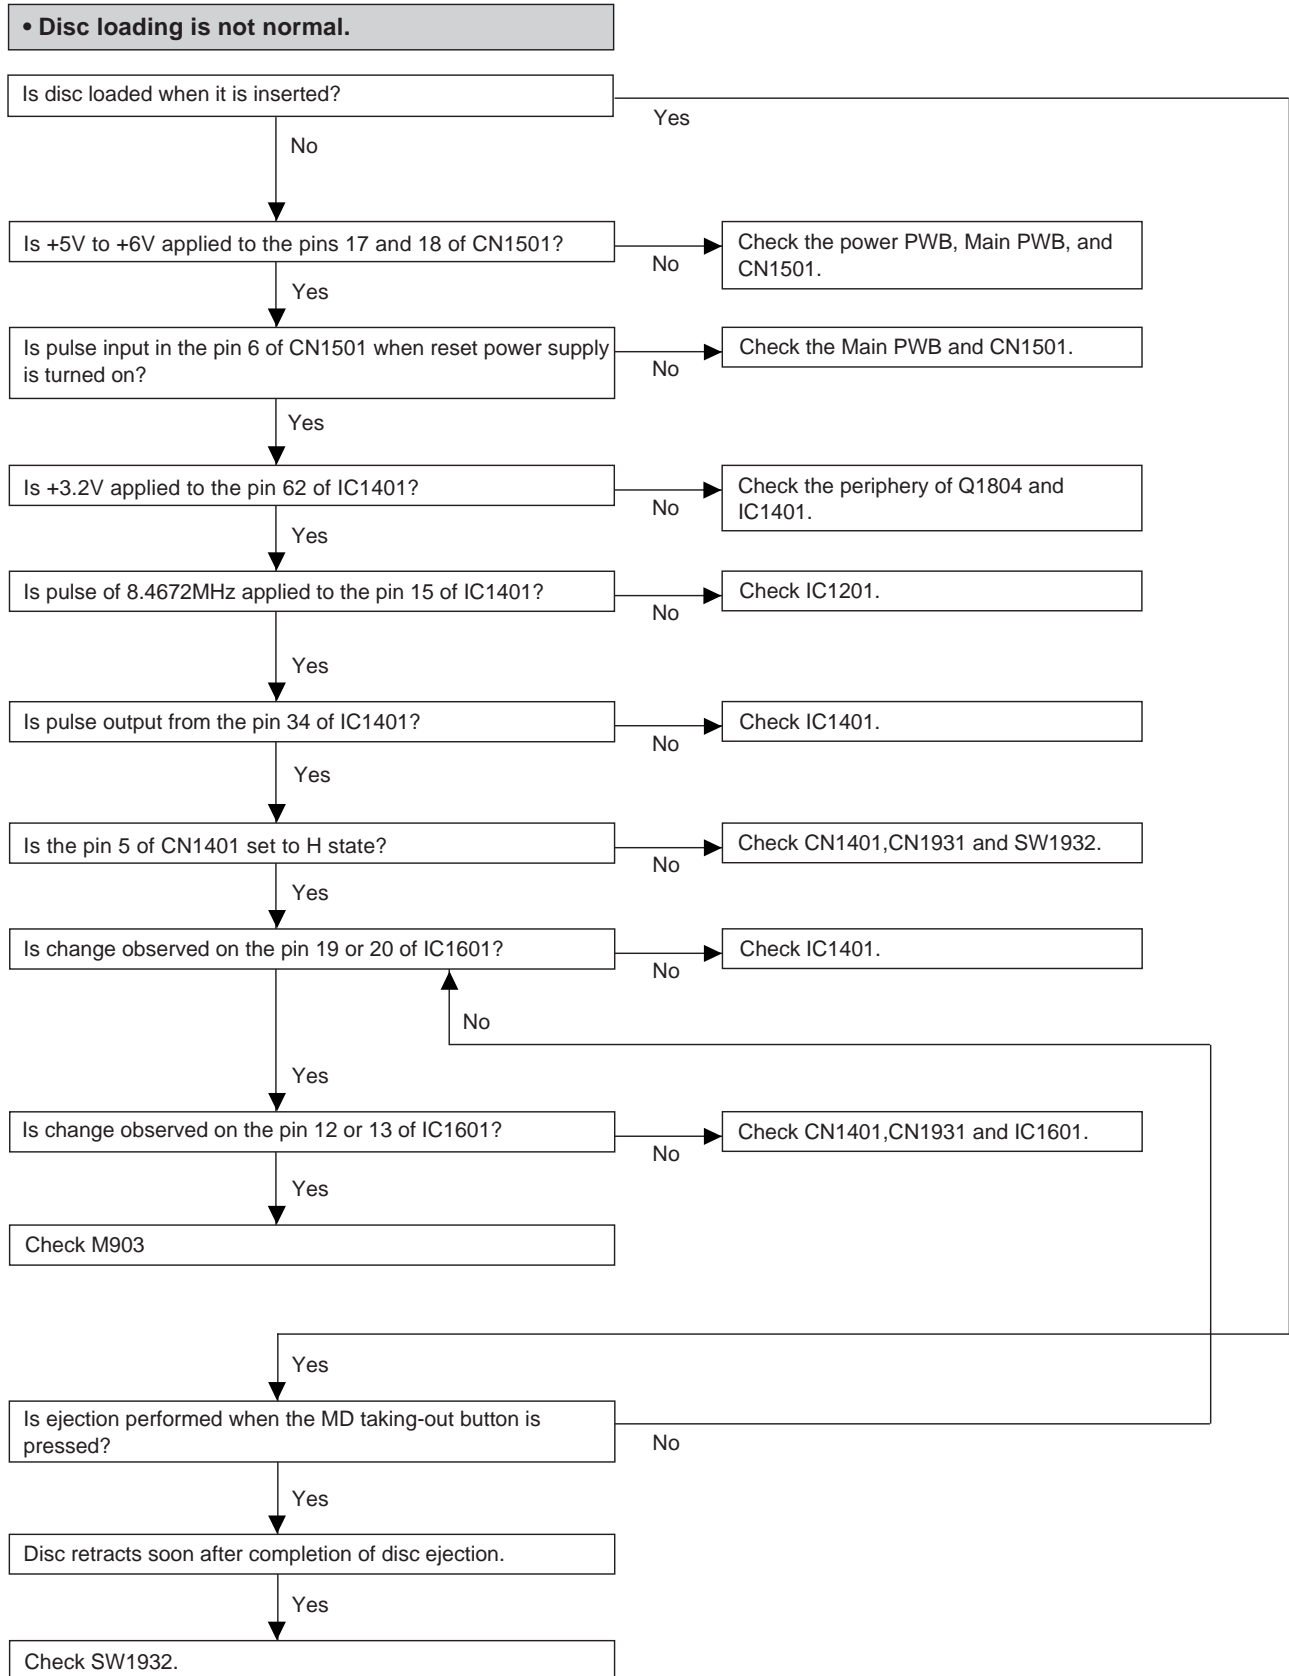 • Disc loading is not normal.
Is disc loaded when it is inserted?
Yes
No
Is +5V to +6V applied to the pins 17 and 18 of CN1501?
No
Check the power PWB, Main PWB, and
CN1501.
Yes
Is pulse input in the pin 6 of CN1501 when reset power supply
is turned on?
No
Check the Main PWB and CN1501.
Yes
Is +3.2V applied to the pin 62 of IC1401?
No
Check the periphery of Q1804 and
IC1401.
Yes
Is pulse of 8.4672MHz applied to the pin 15 of IC1401?
No
Check IC1201.
Yes
Is pulse output from the pin 34 of IC1401?
No
Check IC1401.
Yes
Is the pin 5 of CN1401 set to H state?
No
Check CN1401,CN1931 and SW1932.
Yes
Is change observed on the pin 19 or 20 of IC1601?
No
Check IC1401.
No
Yes
Is change observed on the pin 12 or 13 of IC1601?
No
Check CN1401,CN1931 and IC1601.
Yes
Check M903
Yes
Is ejection performed when the MD taking-out button is
pressed?
No
Yes
Disc retracts soon after completion of disc ejection.
Yes
Check SW1932.